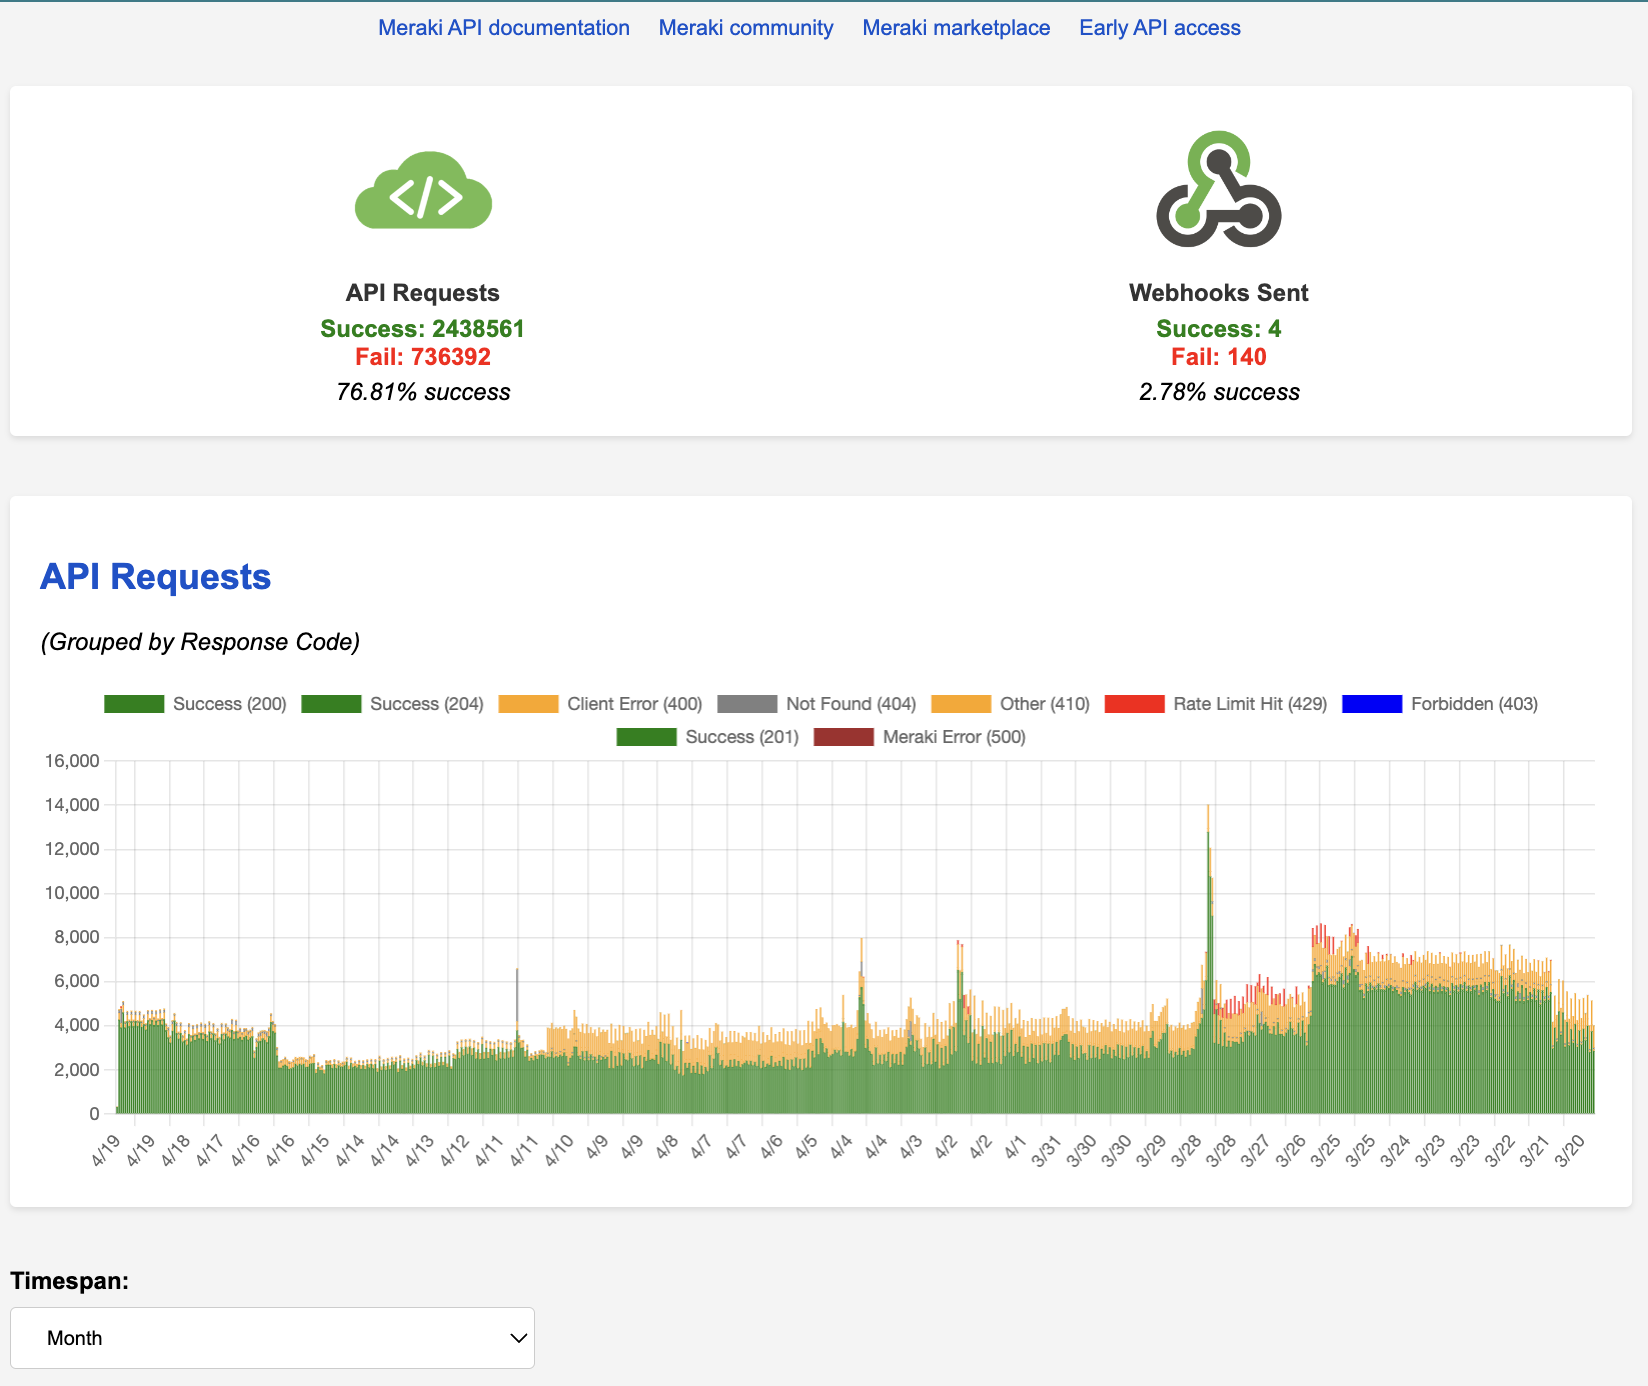 Meraki API documentation Meraki community Meraki marketplace Early API access
API Requests
Success: 2438561
Fail: 736392
76.81% success
Webhooks Sent
Success: 4
Fail: 140
2.78% success
API Requests
(Grouped by Response Code)
Success (200) Success (204) Client Error (400) Not Found (404) Other (410) Rate Limit Hit (429) Forbidden (403)
Success (201) Meraki Error (500)
16,000
14,000
12,000
10,000
8,000
6,000
4,000
2,000
0
4/19 4/19 4/18 4/17 4/16 4/16 4/15 4/14 4/14 4/13 4/12 4/11 4/11 4/10 4/9 4/9 4/8 4/7 4/7 4/6 4/5 4/4 4/4 4/3 4/2 4/2 4/1 3/31 3/30 3/30 3/29 3/28 3/28 3/27 3/26 3/25 3/25 3/24 3/23 3/23 3/22 3/21 3/20
Timespan:
Month